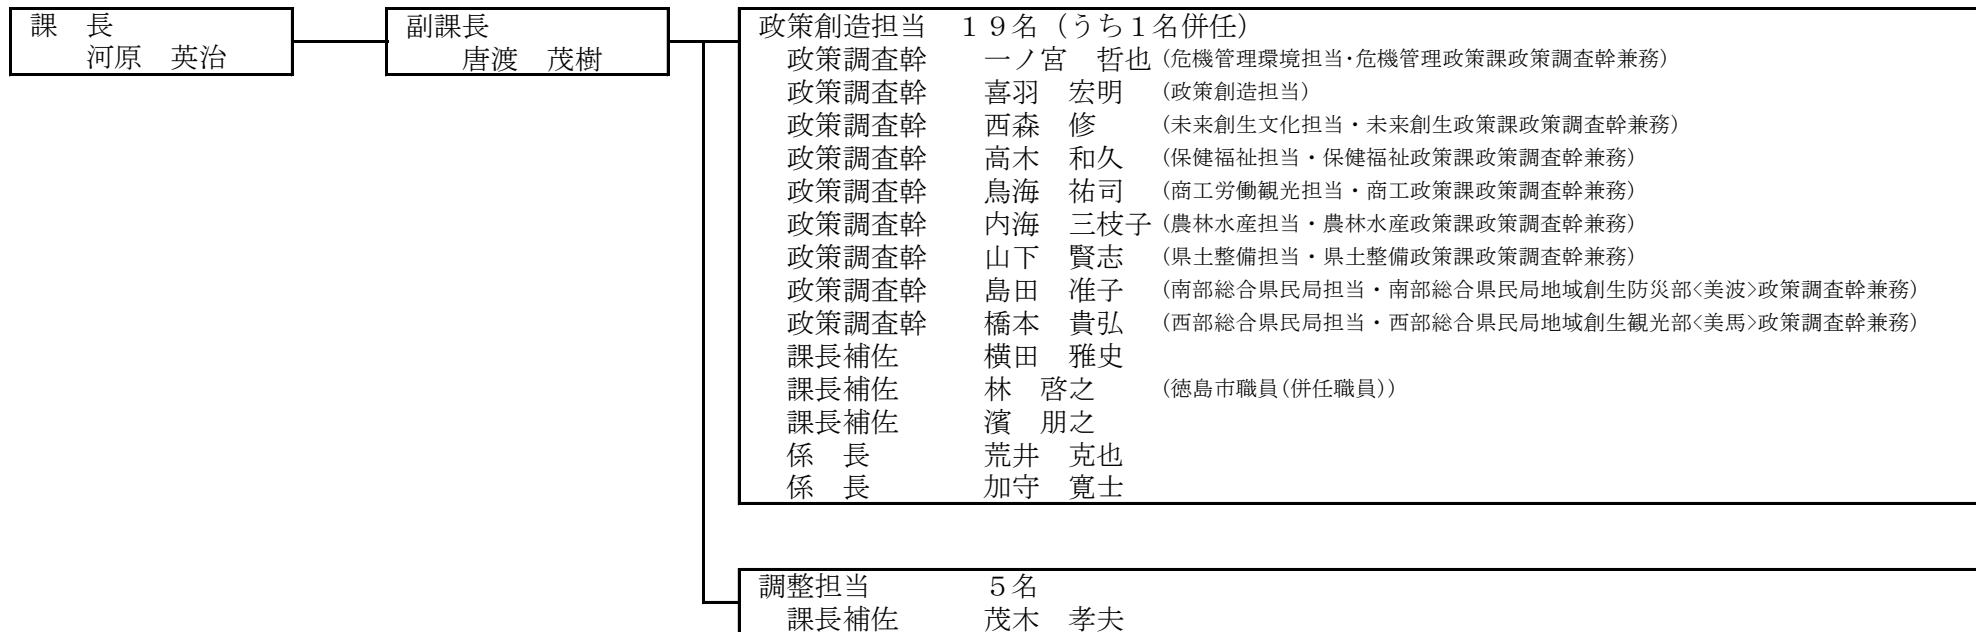 課　長
河原　英治
副課長
唐渡　茂樹
政策創造担当　１９名（うち１名併任）
政策調査幹　一ノ宮　哲也（危機管理環境担当・危機管理政策課政策調査幹兼務）
政策調査幹　喜羽　宏明（政策創造担当）
政策調査幹　西森　修（未来創生文化担当・未来創生政策課政策調査幹兼務）
政策調査幹　高木　和久（保健福祉担当・保健福祉政策課政策調査幹兼務）
政策調査幹　鳥海　祐司（商工労働観光担当・商工政策課政策調査幹兼務）
政策調査幹　内海　三枝子（農林水産担当・農林水産政策課政策調査幹兼務）
政策調査幹　山下　賢志（県土整備担当・県土整備政策課政策調査幹兼務）
政策調査幹　島田　准子（南部総合県民局担当・南部総合県民局地域創生防災部<美波>政策調査幹兼務）
政策調査幹　橋本　貴弘（西部総合県民局担当・西部総合県民局地域創生観光部<美馬>政策調査幹兼務）
課長補佐　横田　雅史
課長補佐　林　啓之（徳島市職員(併任職員)）
課長補佐　濱　朋之
係　長　荒井　克也
係　長　加守　寛士
調整担当　５名
課長補佐　茂木　孝夫